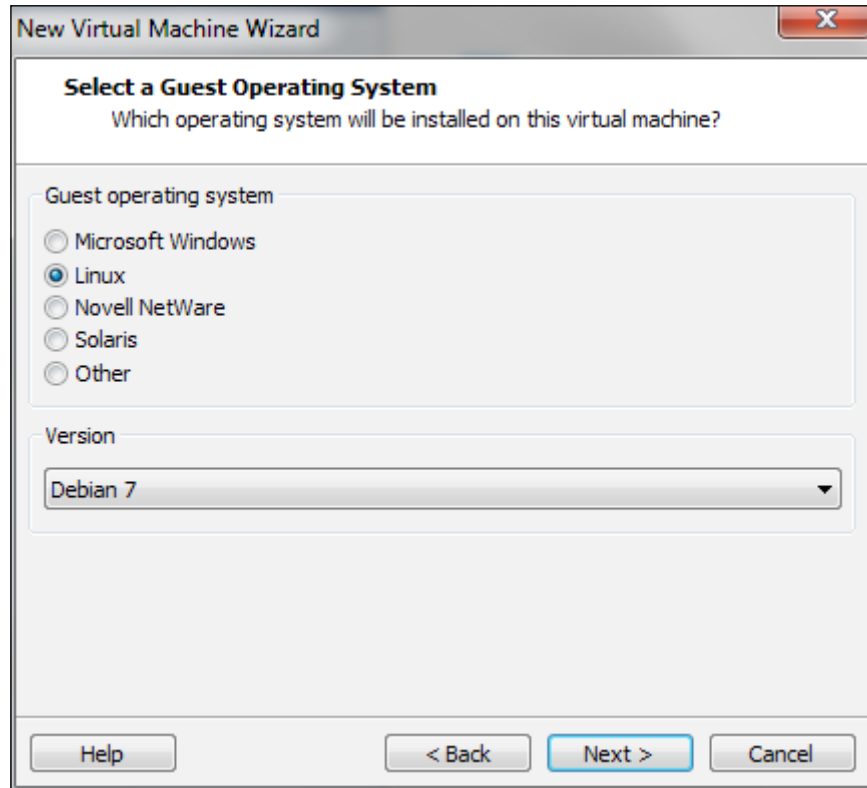 New Virtual Machine Wizard
Select a Guest Operating System
Which operating system will be installed on this virtual machine?
Guest operating system
Microsoft Windows
Linux
Novell NetWare
Solaris
Other
Version
Debian 7
Help < Back Next > Cancel